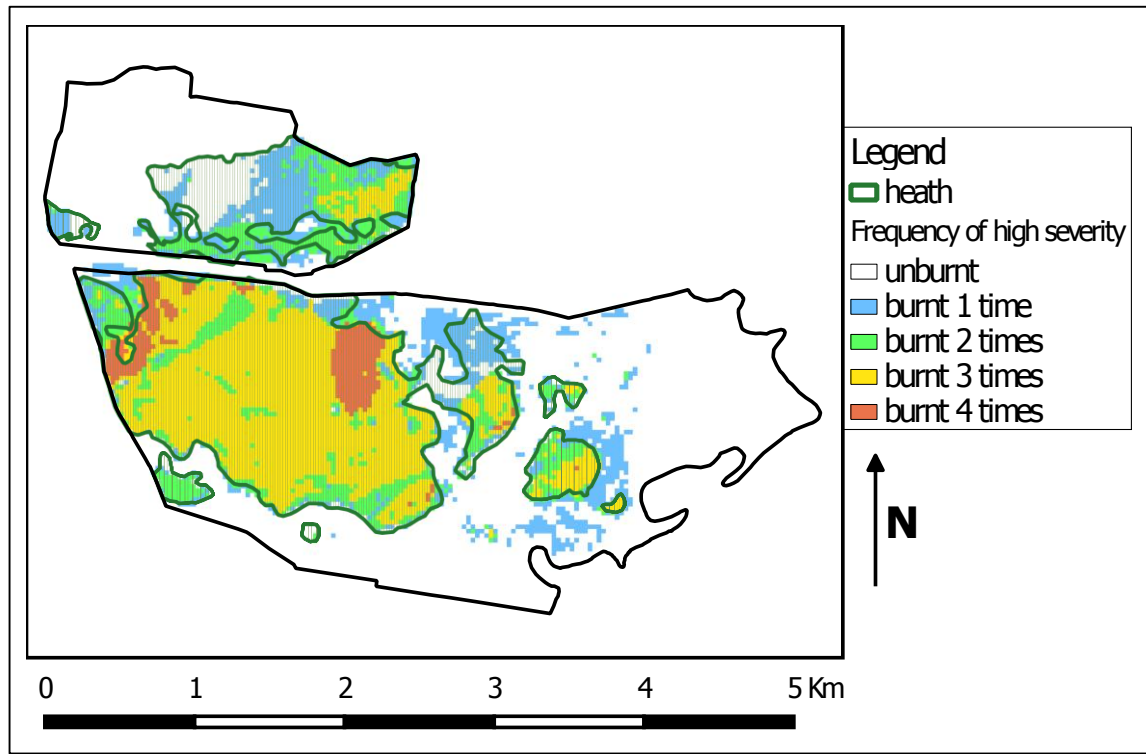 Legend
heath
Frequency of high severity
unburnt
burnt 1 time
burnt 2 times
burnt 3 times
burnt 4 times
N
0 1 2 3 4 5 Km